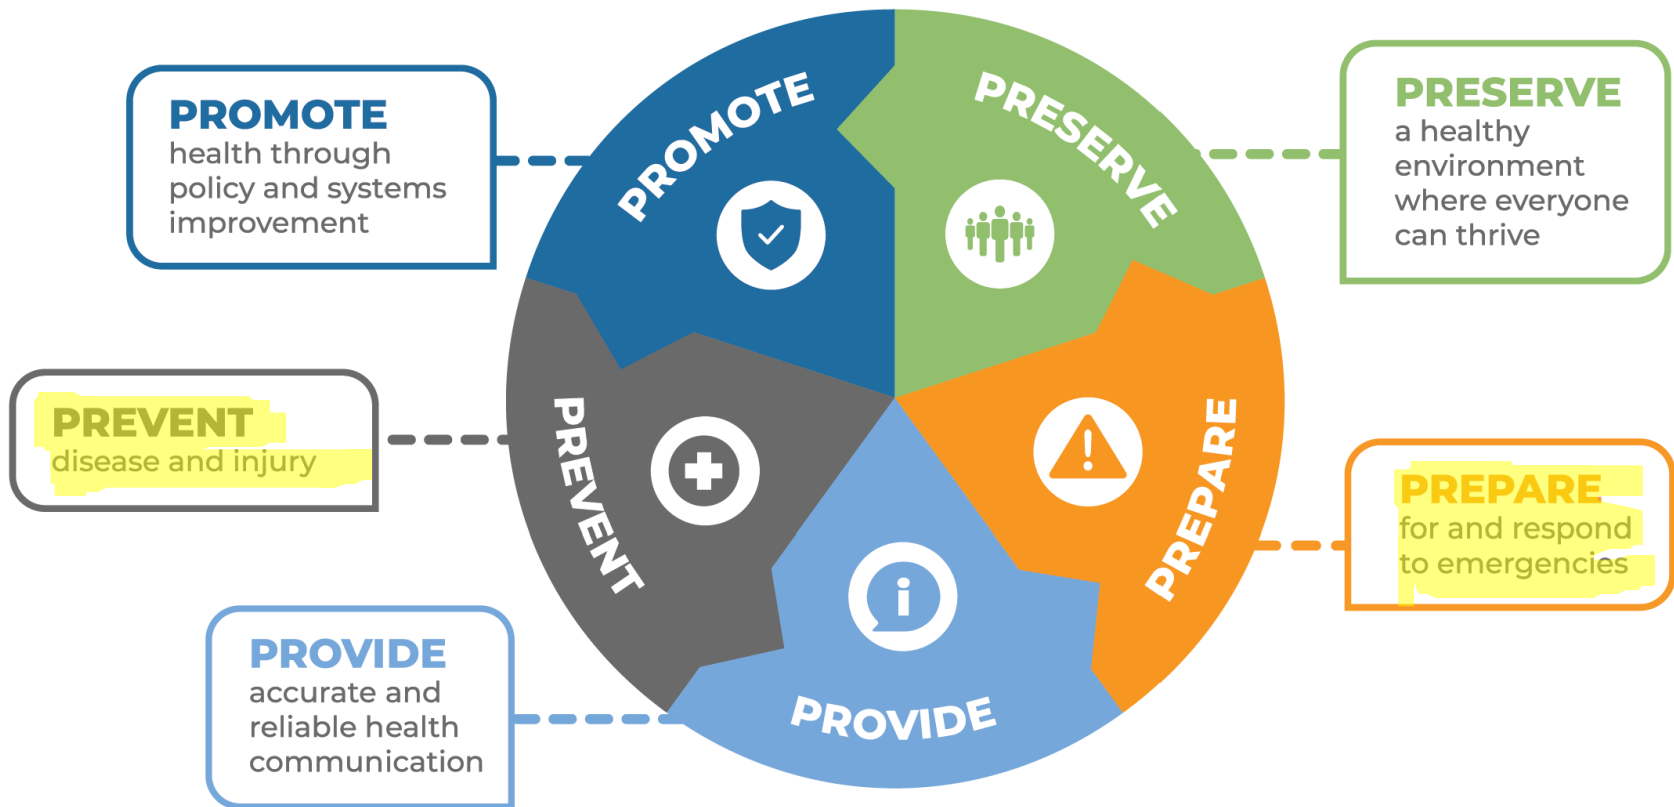 PROMOTE
health through
policy and systems
improvement
PRESERVE
a healthy
environment
where everyone
can thrive
PROMOTE
PRESERVE
PREVENT
PREPARE
PROVIDE
i
PREVENT
disease and injury
PREPARE
for and respond
to emergencies
PROVIDE
accurate and
reliable health
communication